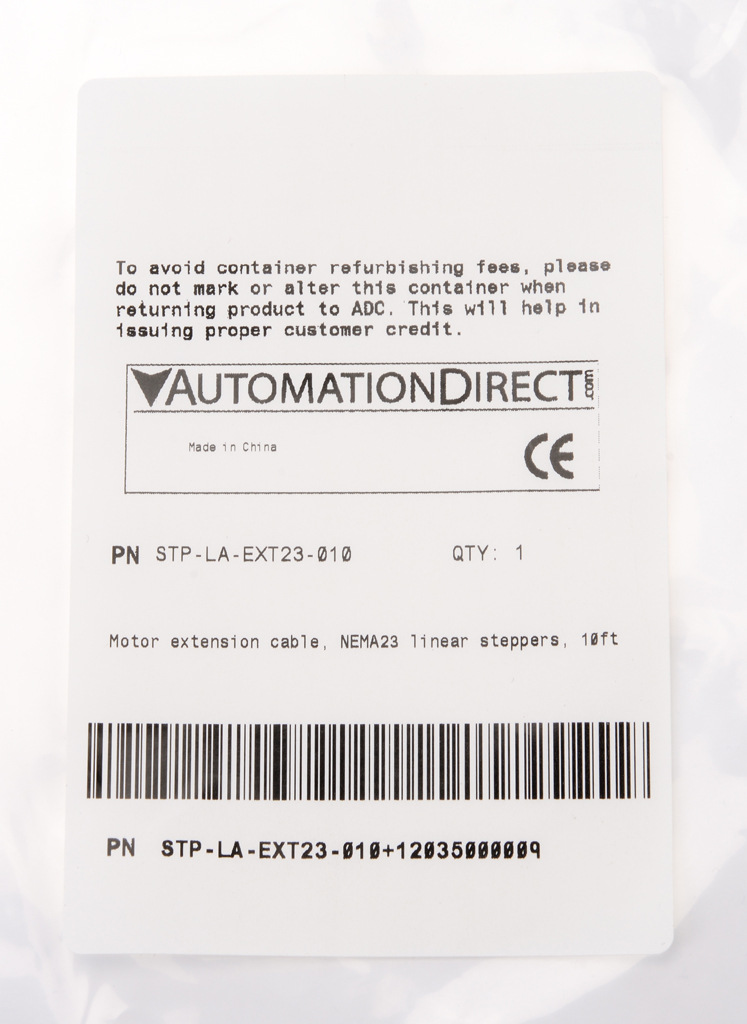 To avoid container refurbishing fees, please
do not mark or alter this container when
returning product to ADC. This will help in
issuing proper customer credit.
AUTOMATIONDIRECT.com
Made in China
CE
PN STP-LA-EXT23-010 QTY: 1
Motor extension cable, NEMA23 linear steppers, 10ft
PN STP-LA-EXT23-010+12035000009